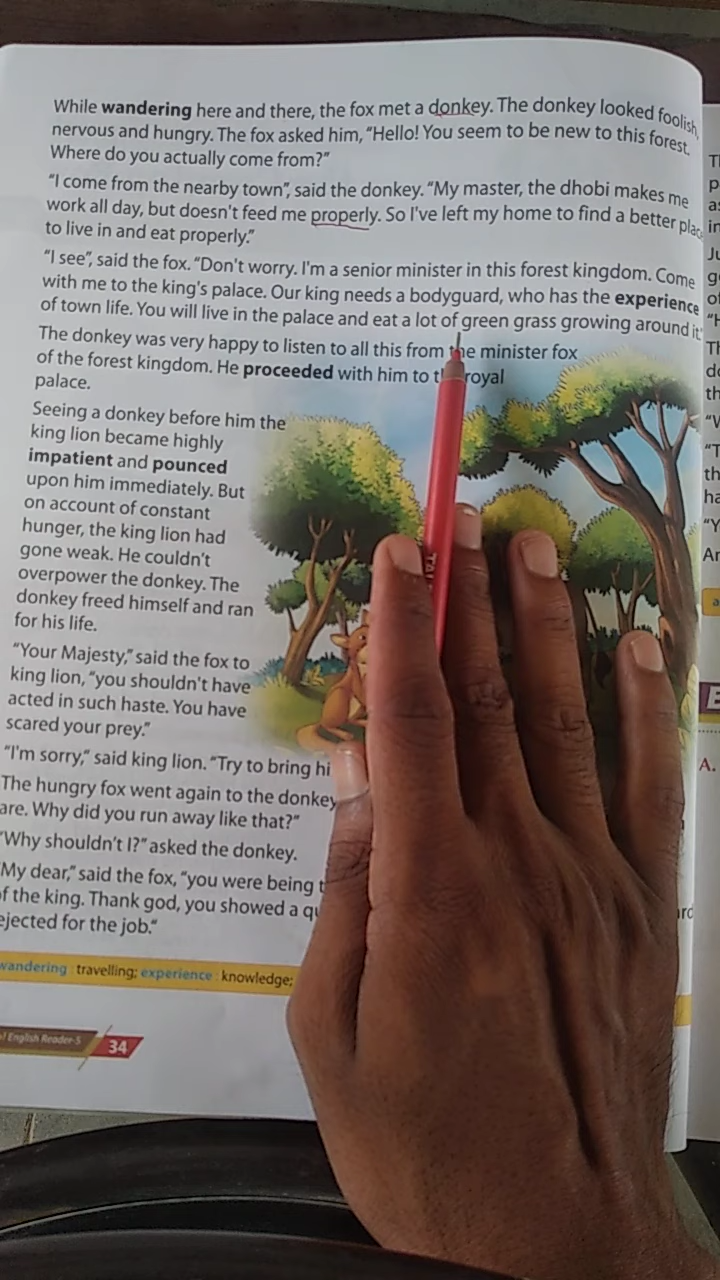 While wandering here and there, the fox met a donkey. The donkey looked foolish,
nervous and hungry. The fox asked him, “Hello! You seem to be new to this forest.
Where do you actually come from?”
“I come from the nearby town”, said the donkey. “My master, the dhobi makes me
work all day, but doesn't feed me properly. So I've left my home to find a better
to live in and eat properly.”
“I see”, said the fox. “Don't worry. I'm a senior minister in this forest kingdom. Come
with me to the king's palace. Our king needs a bodyguard, who has the experience
of town life. You will live in the palace and eat a lot of green grass growing around it
The donkey was very happy to listen to all this from the minister fox
of the forest kingdom. He proceeded with him to royal
palace.
Seeing a donkey before him the
king lion became highly
impatient and pounced
upon him immediately. But
on account of constant
hunger, the king lion had
gone weak. He couldn't
overpower the donkey. The
donkey freed himself and ran
for his life.
“Your Majesty,” said the fox to
king lion, “you shouldn't have
acted in such haste. You have
scared your prey.”
“I'm sorry,” said king lion. “Try to bring
The hungry fox went again to the donkey
are. Why did you run away like that?”
“Why shouldn't I?” asked the donkey.
My dear,” said the fox, “you were being
of the king. Thank god, you showed a
ejected for the job.”
wandering : travelling; experience : knowledge;
English Reader-5
34
A.